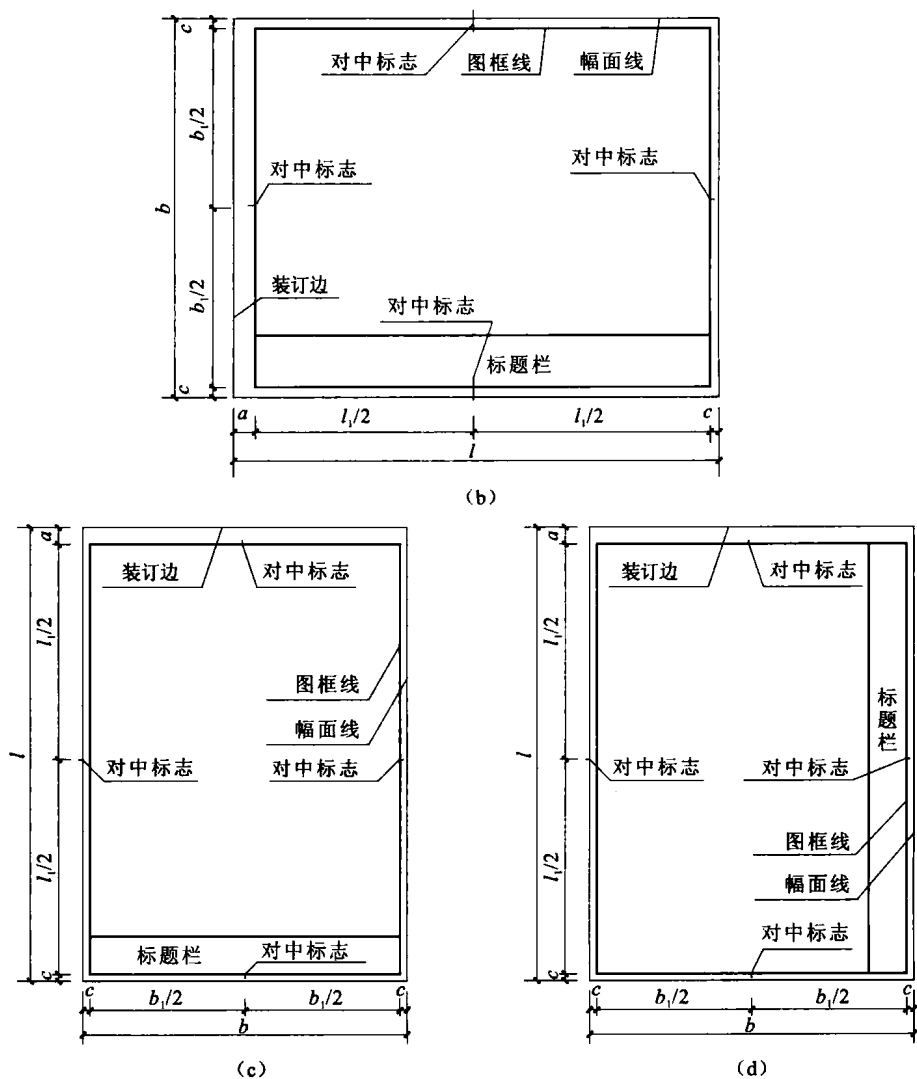 c
对中标志
图框线
幅面线
b₁/2
对中标志
对中标志
b
b₁/2
装订边
对中标志
标题栏
c
a
l₁/2
l₁/2
c
l
(b)
a
装订边
对中标志
l₁/2
图框线
幅面线
l
对中标志
对中标志
l₁/2
标题栏
对中标志
c
c
b₁/2
b₁/2
c
b
(c)
a
装订边
对中标志
l₁/2
标题栏
l
对中标志
对中标志
图框线
l₁/2
幅面线
对中标志
c
c
b₁/2
b₁/2
c
b
(d)